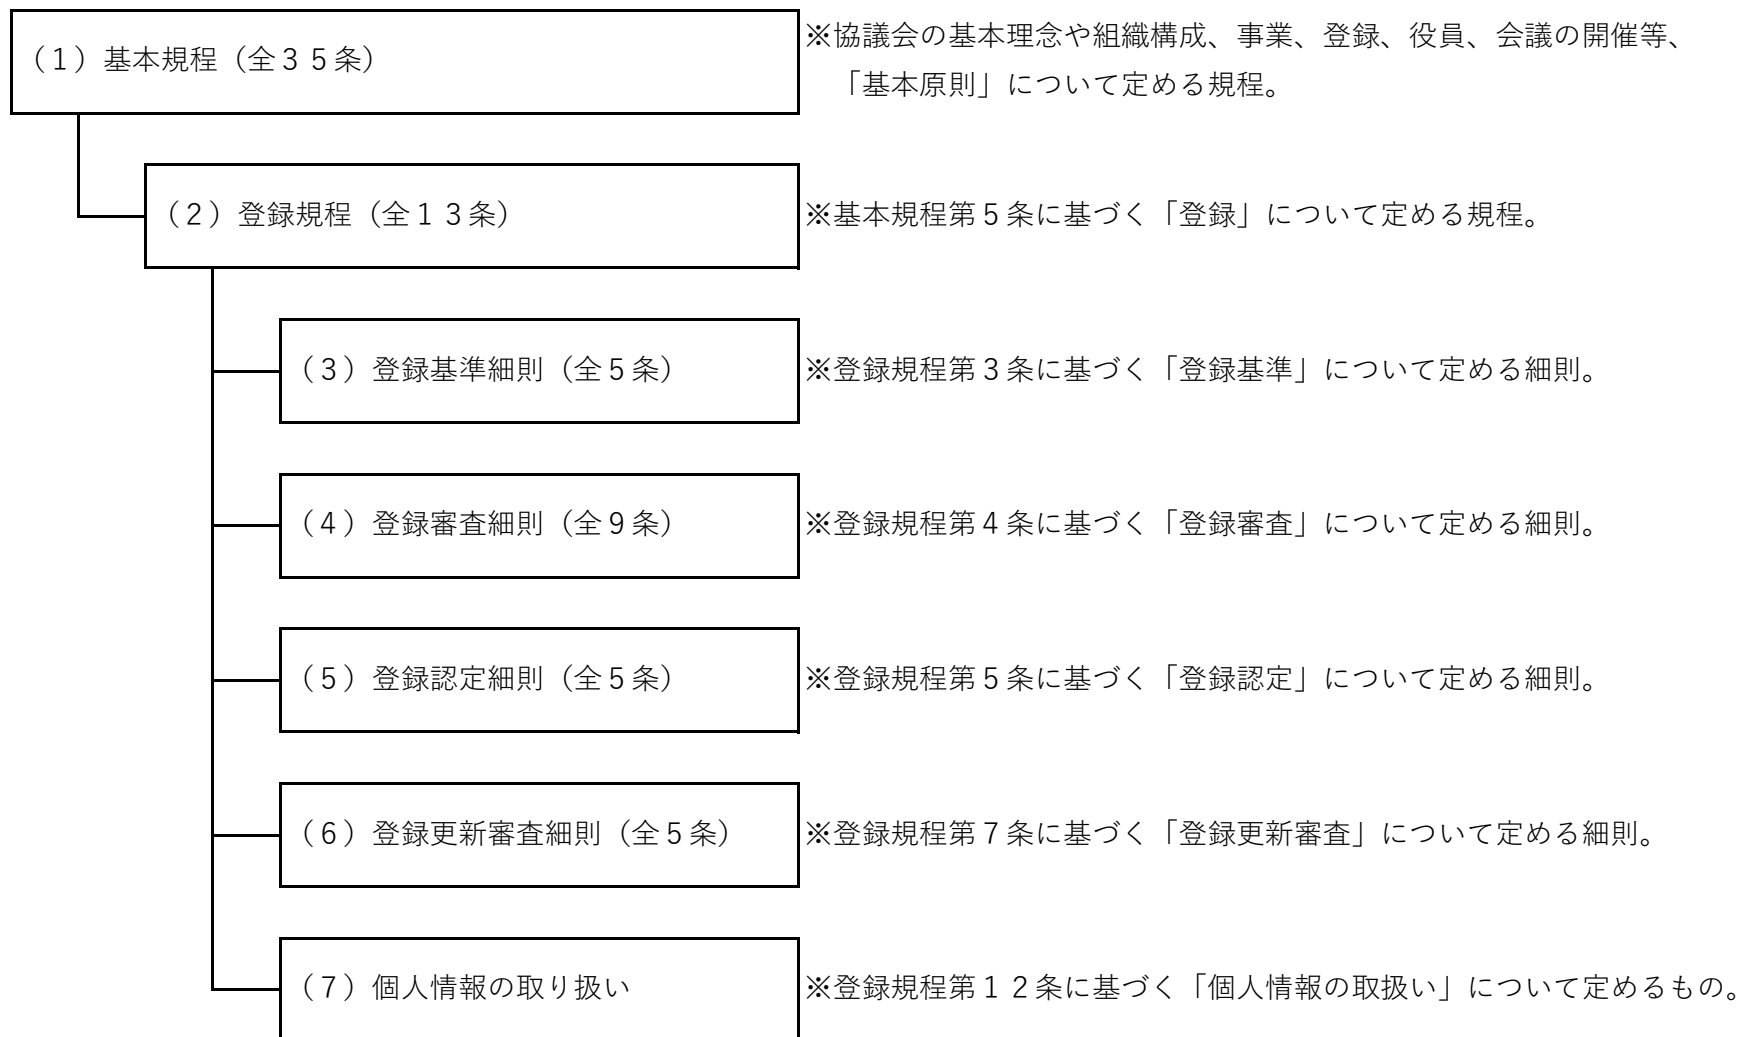 （１）基本規程（全３５条）
※協議会の基本理念や組織構成、事業、登録、役員、会議の開催等、
「基本原則」について定める規程。
（２）登録規程（全１３条）
※基本規程第５条に基づく「登録」について定める規程。
（３）登録基準細則（全５条）
※登録規程第３条に基づく「登録基準」について定める細則。
（４）登録審査細則（全９条）
※登録規程第４条に基づく「登録審査」について定める細則。
（５）登録認定細則（全５条）
※登録規程第５条に基づく「登録認定」について定める細則。
（６）登録更新審査細則（全５条）
※登録規程第７条に基づく「登録更新審査」について定める細則。
（７）個人情報の取り扱い
※登録規程第１２条に基づく「個人情報の取扱い」について定めるもの。